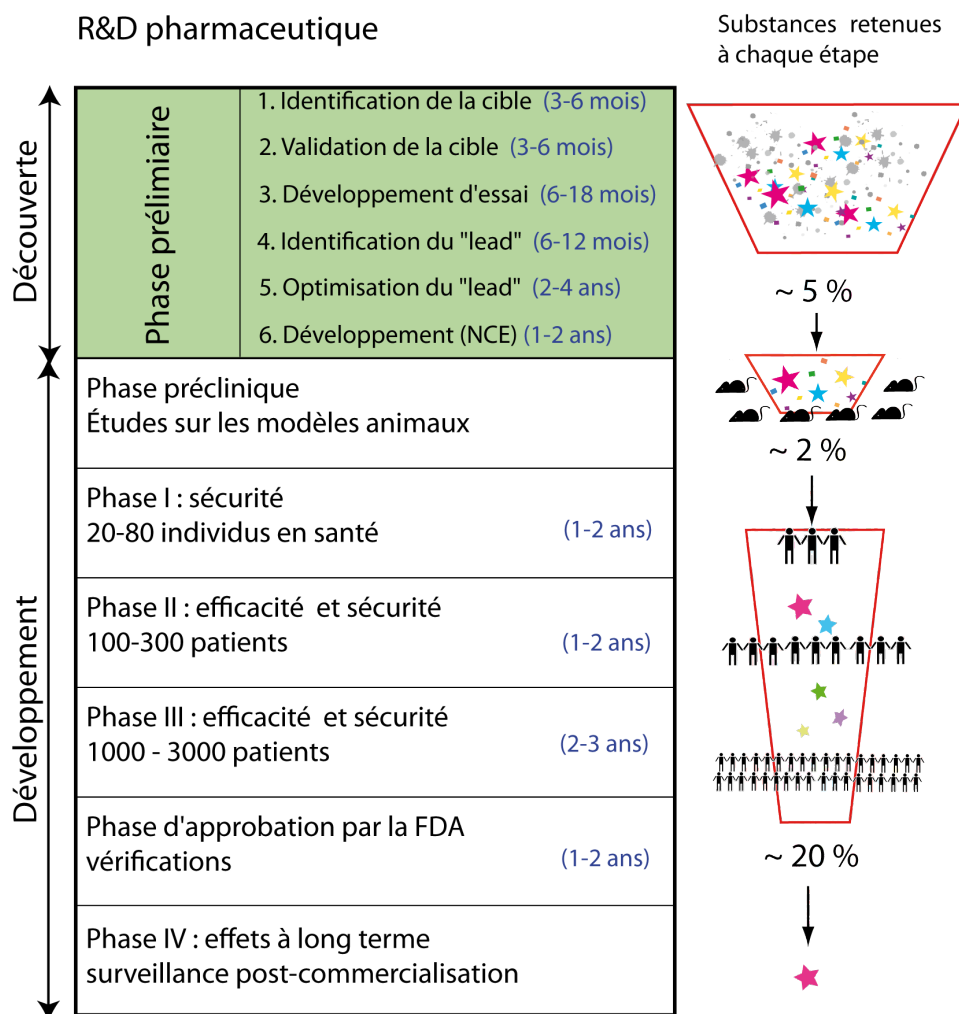 R&D pharmaceutique
Substances retenues
à chaque étape
Découverte
Phase prélimiaire
1. Identification de la cible (3-6 mois)
2. Validation de la cible (3-6 mois)
3. Développement d'essai (6-18 mois)
4. Identification du "lead" (6-12 mois)
5. Optimisation du "lead" (2-4 ans)
6. Développement (NCE) (1-2 ans)
~ 5 %
Développement
Phase préclinique
Études sur les modèles animaux
~ 2 %
Phase I : sécurité
20-80 individus en santé (1-2 ans)
Phase II : efficacité et sécurité
100-300 patients (1-2 ans)
Phase III : efficacité et sécurité
1000 - 3000 patients (2-3 ans)
Phase d'approbation par la FDA
vérifications (1-2 ans)
~ 20 %
Phase IV : effets à long terme
surveillance post-commercialisation